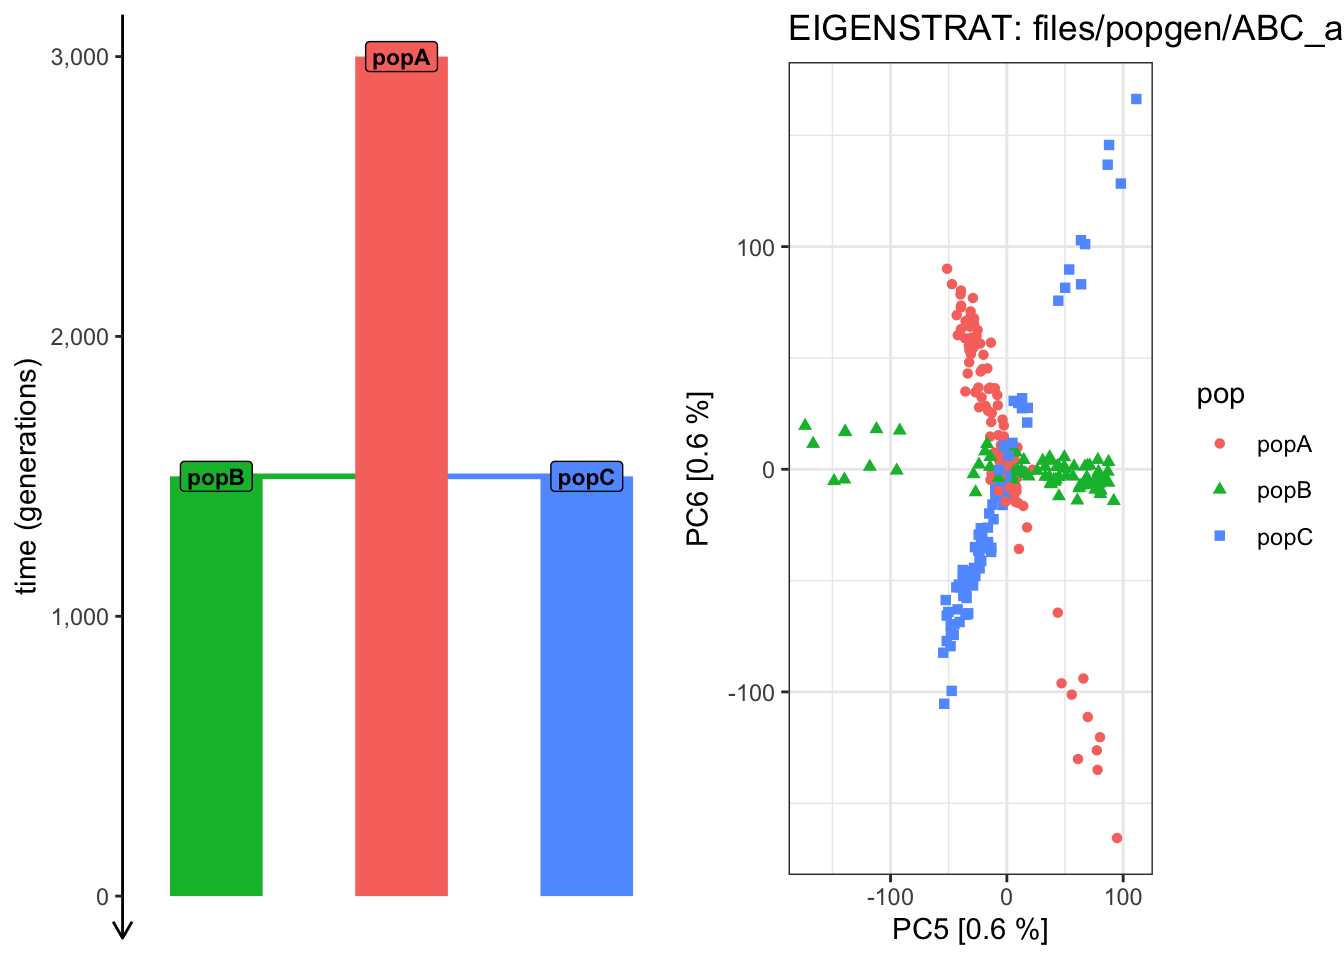 time (generations)
3,000
2,000
1,000
0
popA
popB
popC
EIGENSTRAT: files/popgen/ABC_a
PC6 [0.6 %]
100
0
-100
-100
0
100
PC5 [0.6 %]
pop
popA
popB
popC